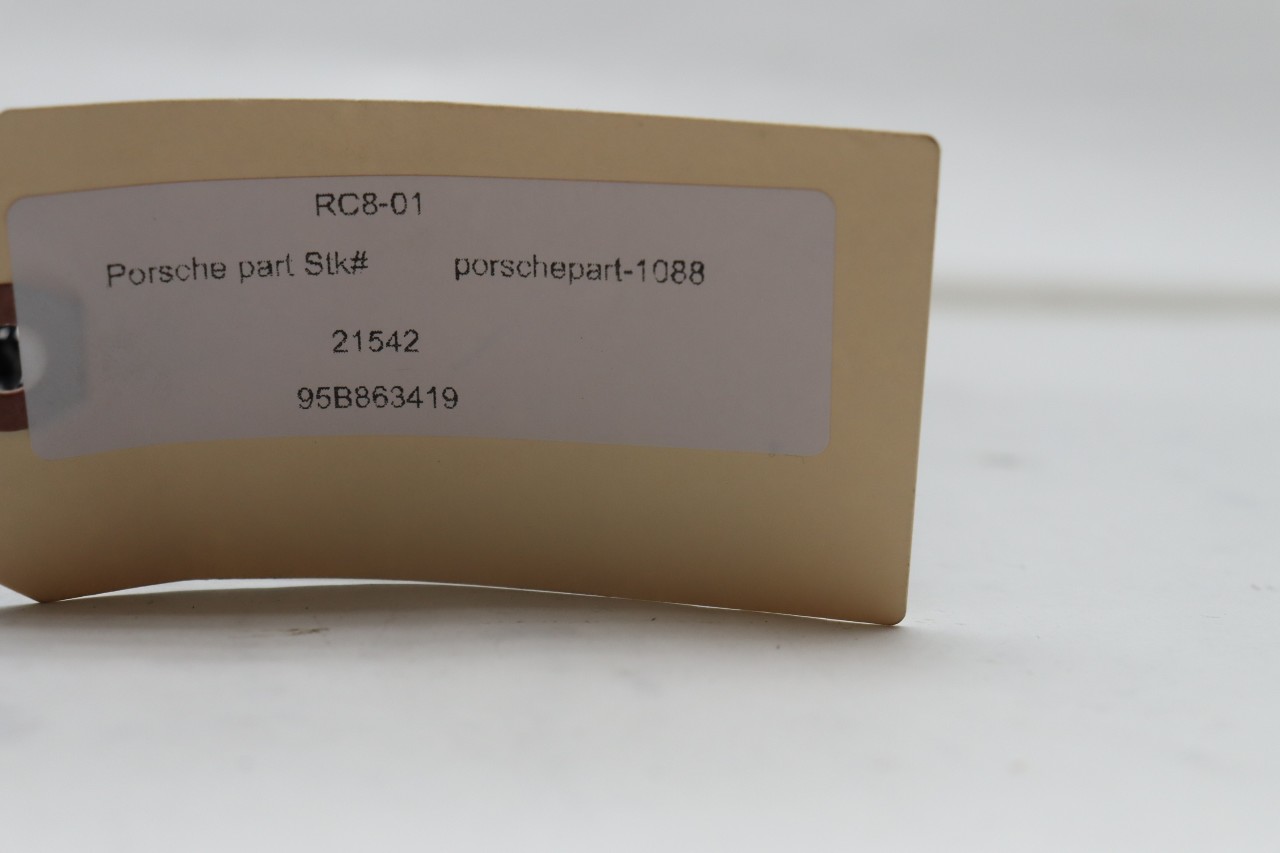 RC8-01
Porsche part Stk# porschepart-1088
21542
95B863419